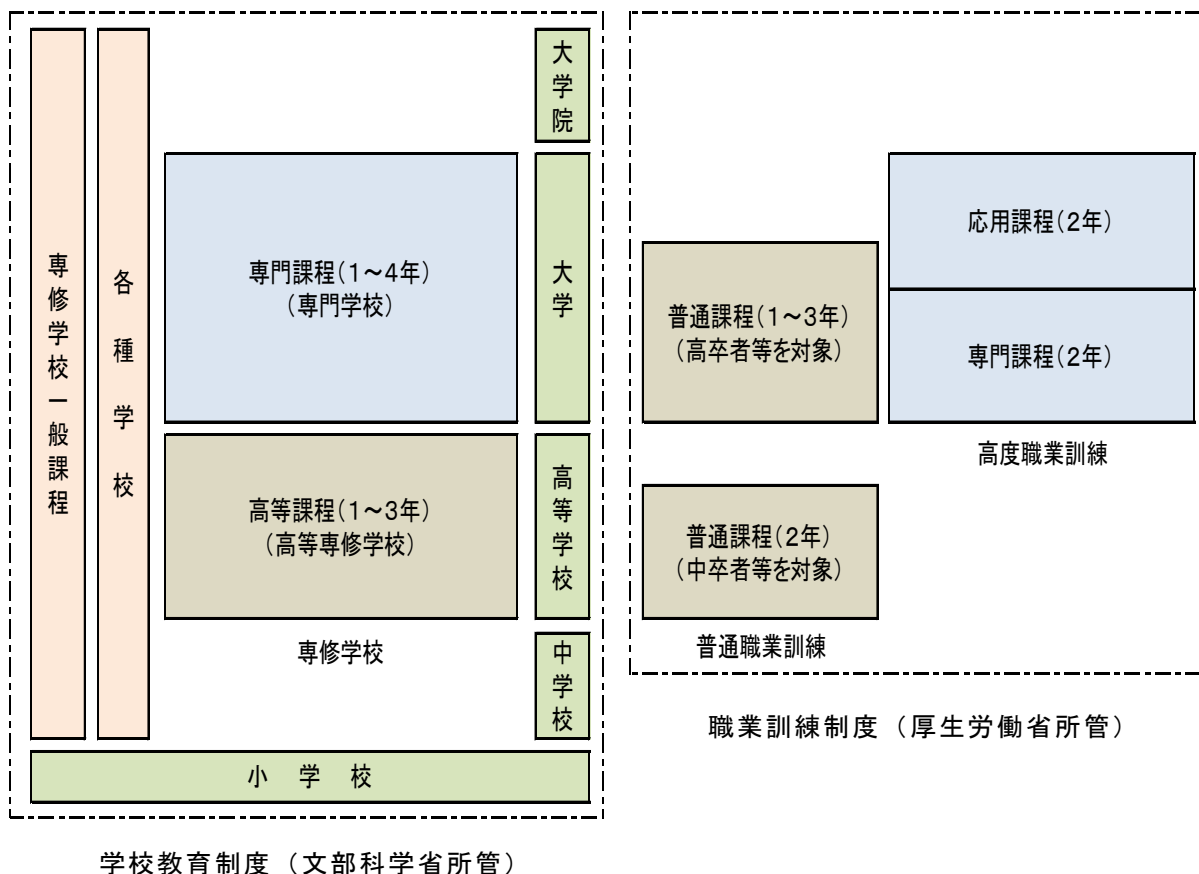 専修学校一般課程
各種学校
専門課程(1～4年)
(専門学校)
高等課程(1～3年)
(高等専修学校)
専修学校
大学院
大学
高等学校
中学校
小学校
学校教育制度(文部科学省所管)
普通課程(1～3年)
(高卒者等を対象)
普通課程(2年)
(中卒者等を対象)
普通職業訓練
応用課程(2年)
専門課程(2年)
高度職業訓練
職業訓練制度(厚生労働省所管)